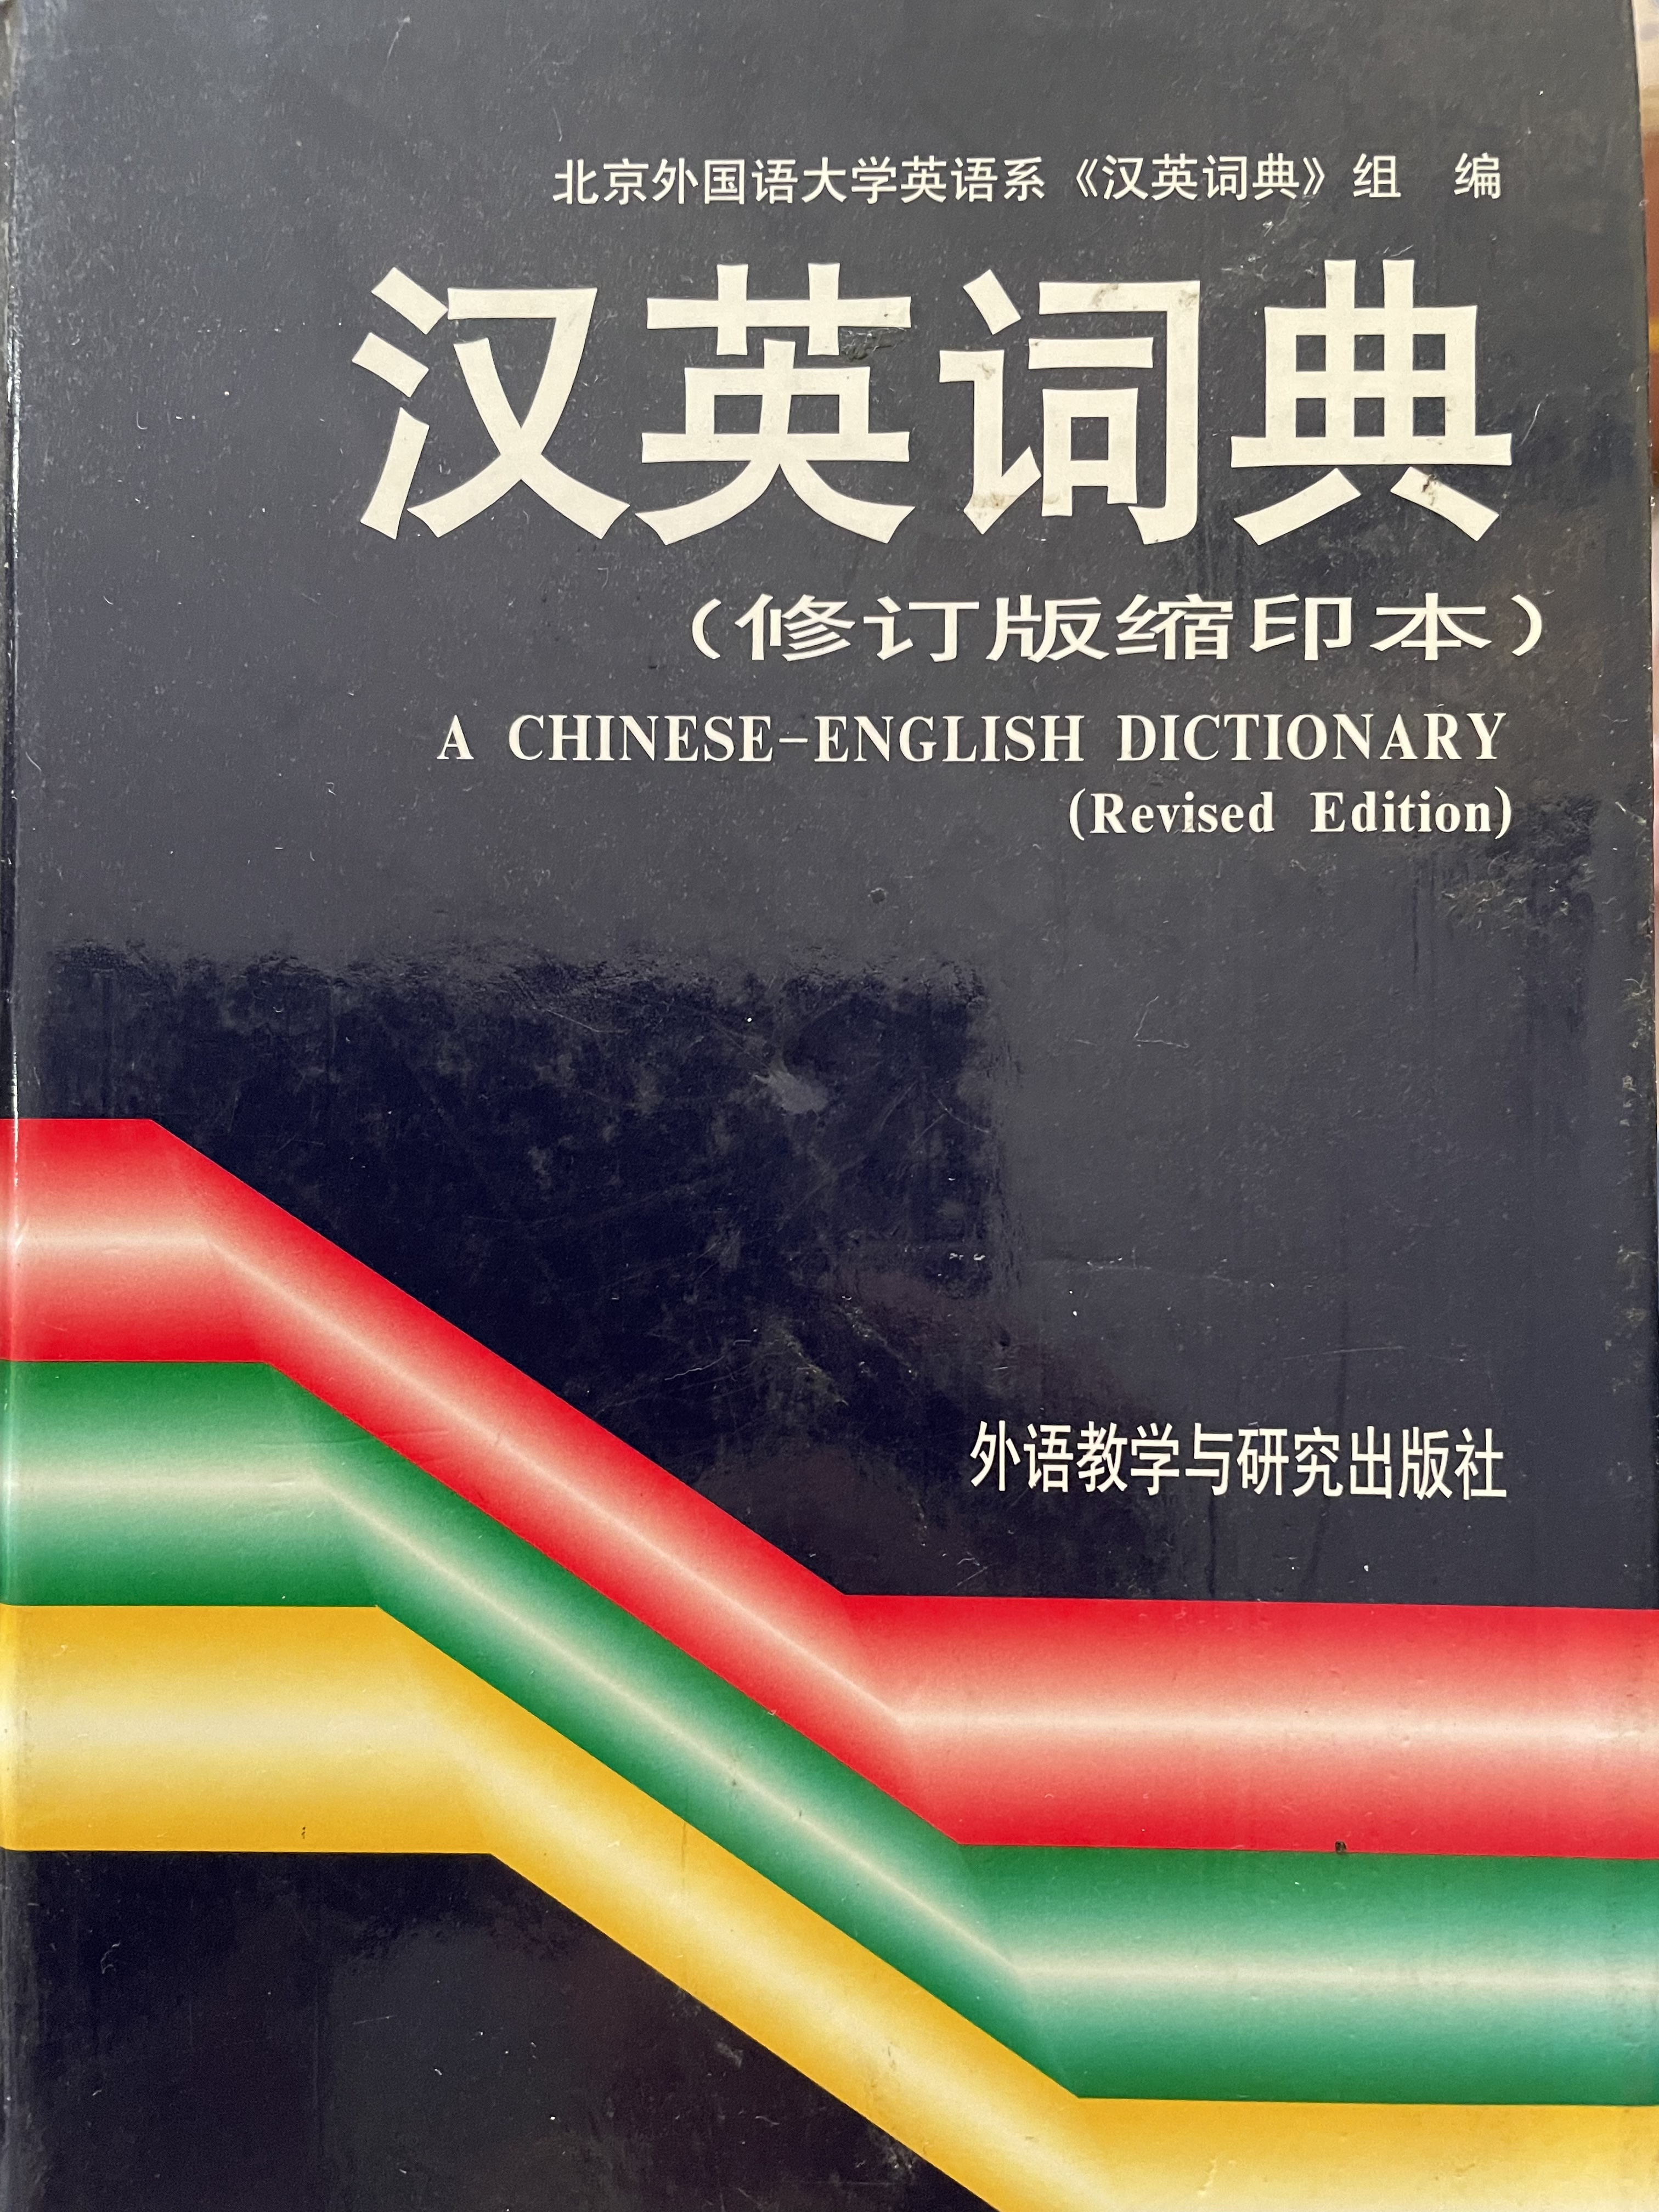 北京外国语大学英语系《汉英词典》组 编
汉英词典
（修订版缩印本）
A CHINESE-ENGLISH DICTIONARY
(Revised Edition)
外语教学与研究出版社